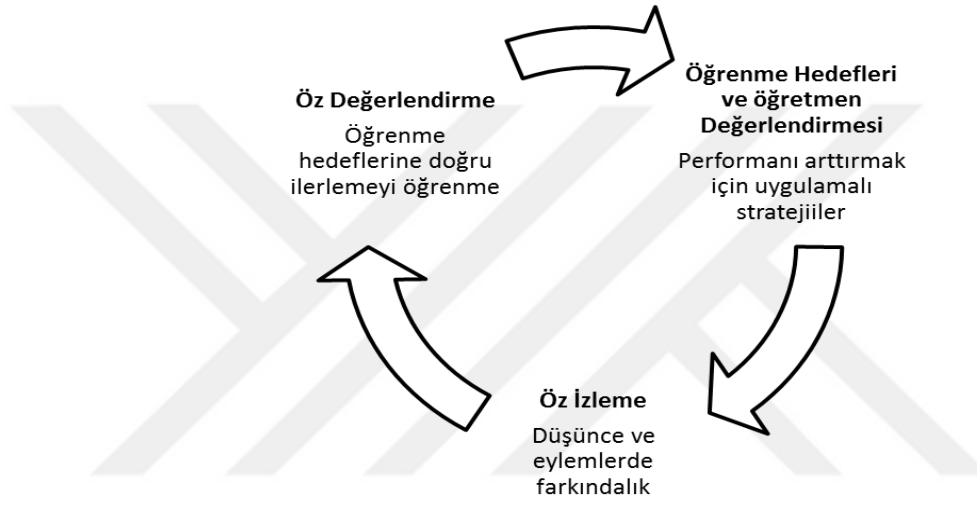 Öz Değerlendirme
Öğrenme
hedeflerine doğru
ilerlemeyi öğrenme
Öğrenme Hedefleri
ve öğretmen
Değerlendirmesi
Performanı arttırmak
için uygulamalı
stratejiiler
Öz İzleme
Düşünce ve
eylemlerde
farkındalık